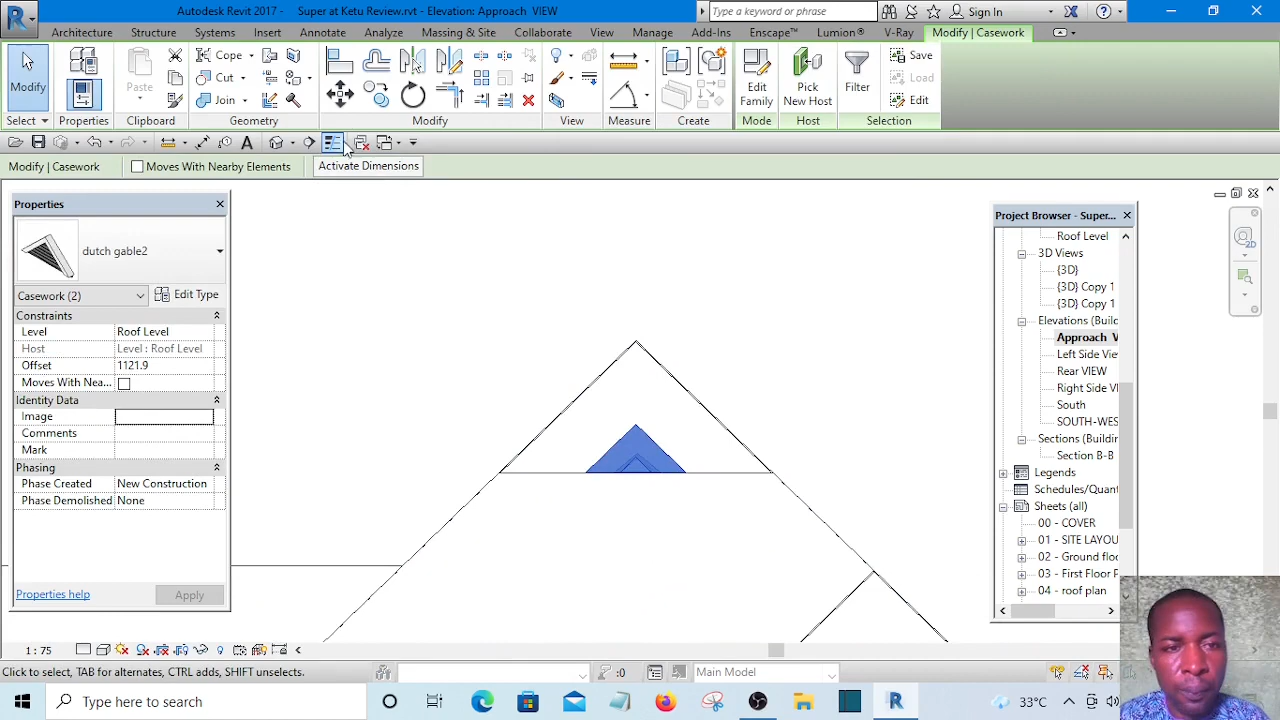 Autodesk Revit 2017 - Super at Ketu Review.rvt - Elevation: Approach VIEW
Type a keyword or phrase
Sign In
Architecture Structure Systems Insert Annotate Analyze Massing & Site Collaborate View Manage Add-Ins Enscape™ Lumion® V-Ray Modify | Casework
Modify
Select
Properties
Paste
Clipboard
Cope
Cut
Join
Geometry
Modify
View
Measure
Create
Edit Family
Mode
Pick New Host
Host
Filter
Save
Load
Edit
Selection
A
Modify | Casework
Moves With Nearby Elements
Activate Dimensions
Properties
dutch gable2
Casework (2)
Edit Type
Constraints
Level Roof Level
Host Level : Roof Level
Offset 1121.9
Moves With Nea...
Identity Data
Image
Comments
Mark
Phasing
Phase Created New Construction
Phase Demolished None
Properties help
Apply
Project Browser - Super...
Roof Level
3D Views
{3D}
{3D} Copy 1
{3D} Copy 1
Elevations (Build
Approach V
Left Side Vie
Rear VIEW
Right Side VI
South
SOUTH-WES
Sections (Buildin
Section B-B
Legends
Schedules/Quant
Sheets (all)
00 - COVER
01 - SITE LAYOU
02 - Ground floo
03 - First Floor P
04 - roof plan
2D
1 : 75
Click to select, TAB for alternates, CTRL adds, SHIFT unselects.
:0
Main Model
Type here to search
33°C